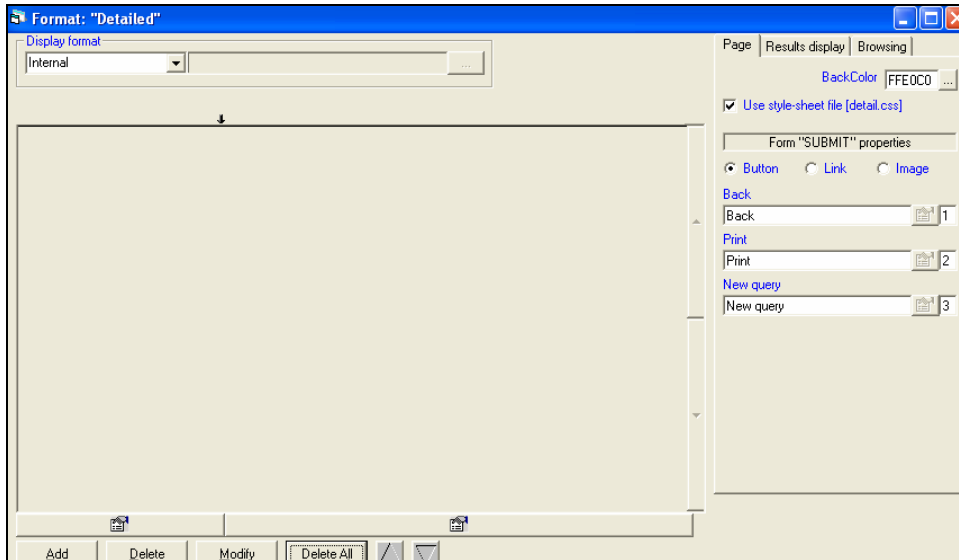 Format: "Detailed"
Display format
Internal
...
Page Results display Browsing
BackColor FFE0C0 ...
Use style-sheet file [detail.css]
Form "SUBMIT" properties
Button Link Image
Back
Back 1
Print
Print 2
New query
New query 3
Add Delete Modify Delete All